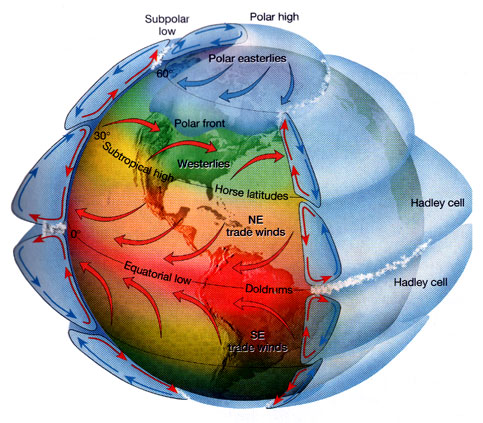 Subpolar
low
Polar high
Polar easterlies
60°
Polar front
30°
Subtropical high
Westerlies
Horse latitudes
Hadley cell
NE
trade winds
0°
Equatorial low
Doldrums
Hadley cell
SE
trade winds